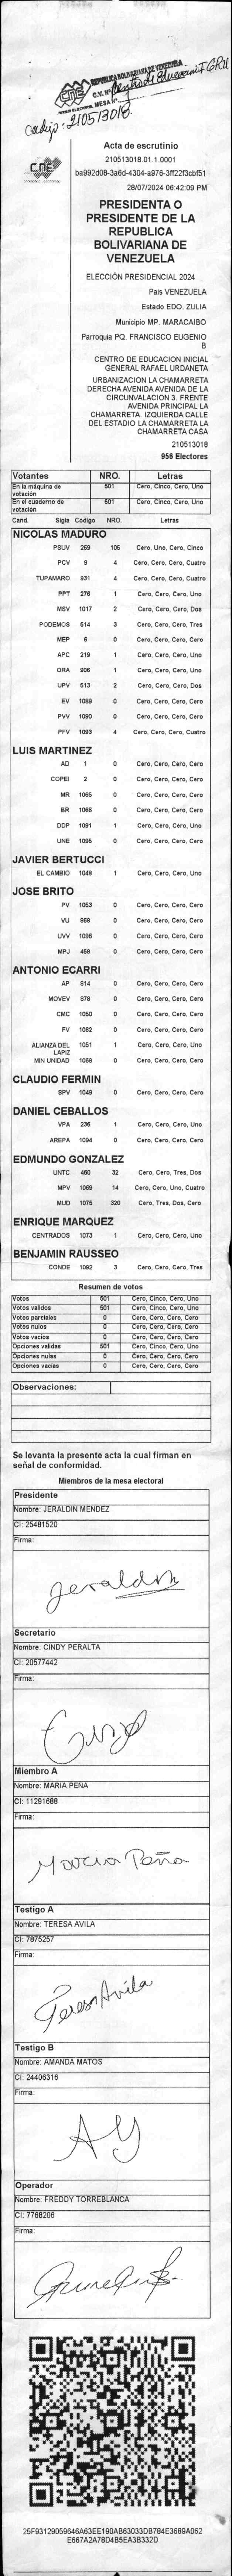 REPÚBLICA BOLIVARIANA DE VENEZUELA
CNE
C.V. Nº
MESA Nº
Codigo: 210513018.
CNE
Acta de escrutinio
210513018.01.1.0001
ba992d08-3a6d-4304-a976-3ff22f3cbf51
28/07/2024 06:42:09 PM
PRESIDENTA O
PRESIDENTE DE LA
REPUBLICA
BOLIVARIANA DE
VENEZUELA
ELECCIÓN PRESIDENCIAL 2024
Pais VENEZUELA
Estado EDO. ZULIA
Municipio MP. MARACAIBO
Parroquia PQ. FRANCISCO EUGENIO
B
CENTRO DE EDUCACION INICIAL
GENERAL RAFAEL URDANETA
URBANIZACION LA CHAMARRETA
DERECHA AVENIDA AVENIDA DE LA
CIRCUNVALACION 3. FRENTE
AVENIDA PRINCIPAL LA
CHAMARRETA. IZQUIERDA CALLE
DEL ESTADIO LA CHAMARRETA LA
CHAMARRETA CASA
210513018
956 Electores
Votantes NRO. Letras
En la máquina de votación 501 Cero, Cinco, Cero, Uno
En el cuaderno de votación 501 Cero, Cinco, Cero, Uno
Cand. Sigla Código NRO. Letras
NICOLAS MADURO
PSUV 269 105 Cero, Uno, Cero, Cinco
PCV 9 4 Cero, Cero, Cero, Cuatro
TUPAMARO 931 4 Cero, Cero, Cero, Cuatro
PPT 276 1 Cero, Cero, Cero, Uno
MSV 1017 2 Cero, Cero, Cero, Dos
PODEMOS 514 3 Cero, Cero, Cero, Tres
MEP 6 0 Cero, Cero, Cero, Cero
APC 219 1 Cero, Cero, Cero, Uno
ORA 906 1 Cero, Cero, Cero, Uno
UPV 513 2 Cero, Cero, Cero, Dos
EV 1089 0 Cero, Cero, Cero, Cero
PVV 1090 0 Cero, Cero, Cero, Cero
PFV 1093 4 Cero, Cero, Cero, Cuatro
LUIS MARTINEZ
AD 1 0 Cero, Cero, Cero, Cero
COPEI 2 0 Cero, Cero, Cero, Cero
MR 1065 0 Cero, Cero, Cero, Cero
BR 1066 0 Cero, Cero, Cero, Cero
DDP 1091 1 Cero, Cero, Cero, Uno
UNE 1095 0 Cero, Cero, Cero, Cero
JAVIER BERTUCCI
EL CAMBIO 1048 1 Cero, Cero, Cero, Uno
JOSE BRITO
PV 1053 0 Cero, Cero, Cero, Cero
VU 868 0 Cero, Cero, Cero, Cero
UVV 1096 0 Cero, Cero, Cero, Cero
MPJ 458 0 Cero, Cero, Cero, Cero
ANTONIO ECARRI
AP 814 0 Cero, Cero, Cero, Cero
MOVEV 878 0 Cero, Cero, Cero, Cero
CMC 1050 0 Cero, Cero, Cero, Cero
FV 1062 0 Cero, Cero, Cero, Cero
ALIANZA DEL LAPIZ 1051 1 Cero, Cero, Cero, Uno
MIN UNIDAD 1068 0 Cero, Cero, Cero, Cero
CLAUDIO FERMIN
SPV 1049 0 Cero, Cero, Cero, Cero
DANIEL CEBALLOS
VPA 236 1 Cero, Cero, Cero, Uno
AREPA 1094 0 Cero, Cero, Cero, Cero
EDMUNDO GONZALEZ
UNTC 460 32 Cero, Cero, Tres, Dos
MPV 1069 14 Cero, Cero, Uno, Cuatro
MUD 1075 320 Cero, Tres, Dos, Cero
ENRIQUE MARQUEZ
CENTRADOS 1073 1 Cero, Cero, Cero, Uno
BENJAMIN RAUSSEO
CONDE 1092 3 Cero, Cero, Cero, Tres
Resumen de votos
Votos 501 Cero, Cinco, Cero, Uno
Votos validos 501 Cero, Cinco, Cero, Uno
Votos parciales 0 Cero, Cero, Cero, Cero
Votos nulos 0 Cero, Cero, Cero, Cero
Votos vacios 0 Cero, Cero, Cero, Cero
Opciones validas 501 Cero, Cinco, Cero, Uno
Opciones nulas 0 Cero, Cero, Cero, Cero
Opciones vacias 0 Cero, Cero, Cero, Cero
Observaciones:
Se levanta la presente acta la cual firman en
señal de conformidad.
Miembros de la mesa electoral
Presidente
Nombre: JERALDIN MENDEZ
CI: 25481520
Firma:
Jeraldin
Secretario
Nombre: CINDY PERALTA
CI: 20577442
Firma:
Miembro A
Nombre: MARIA PEÑA
CI: 11291688
Firma:
Maria Peña
Testigo A
Nombre: TERESA AVILA
CI: 7875257
Firma:
Teresa Avila
Testigo B
Nombre: AMANDA MATOS
CI: 24406316
Firma:
Operador
Nombre: FREDDY TORREBLANCA
CI: 7768206
Firma:
25F93129059646A63EE190AB63033DB784E3689A062
E667A2A78D4B5EA3B332D